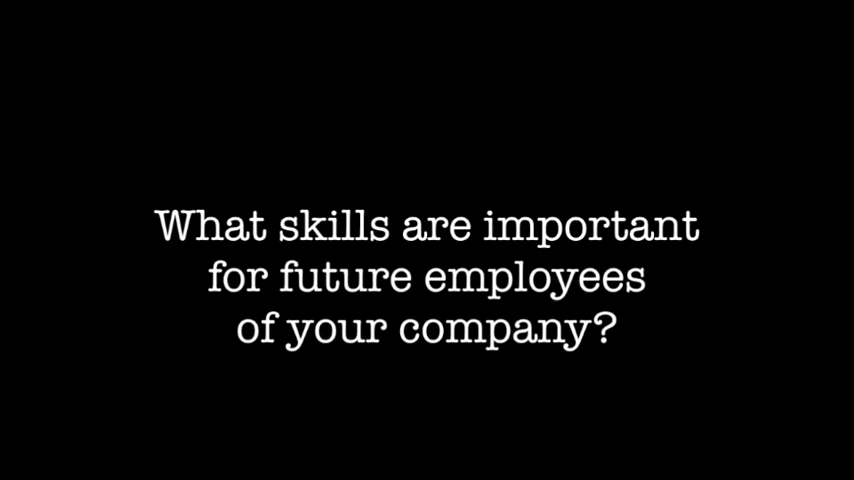 What skills are important
for future employees
of your company?